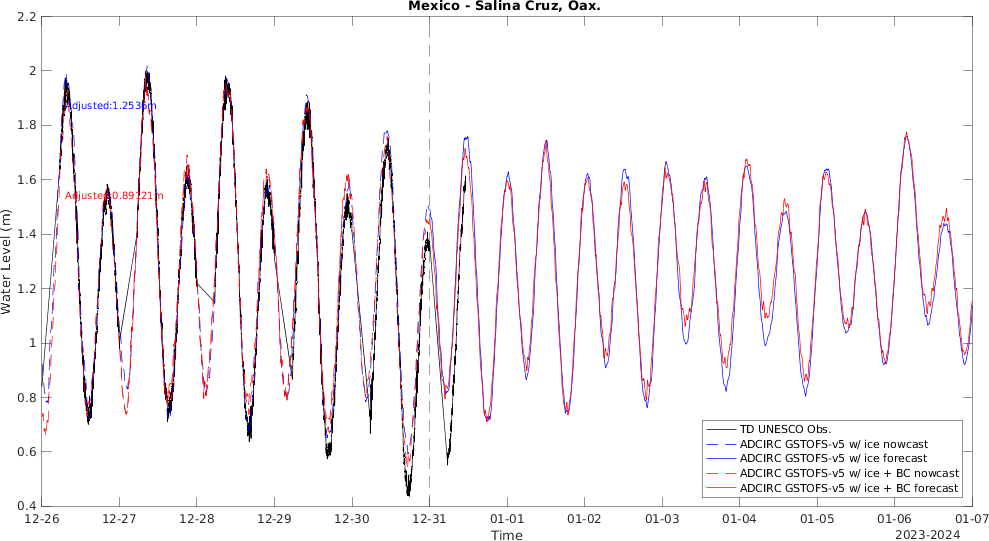 Mexico - Salina Cruz, Oax.
2.2
2
1.8
1.6
1.4
1.2
1
0.8
0.6
0.4
Water Level (m)
Adjusted:1.2536m
Adjusted:0.89121m
TD UNESCO Obs.
ADCIRC GSTOFS-v5 w/ ice nowcast
ADCIRC GSTOFS-v5 w/ ice forecast
ADCIRC GSTOFS-v5 w/ ice + BC nowcast
ADCIRC GSTOFS-v5 w/ ice + BC forecast
12-26 12-27 12-28 12-29 12-30 12-31 01-01 01-02 01-03 01-04 01-05 01-06 01-07
Time
2023-2024